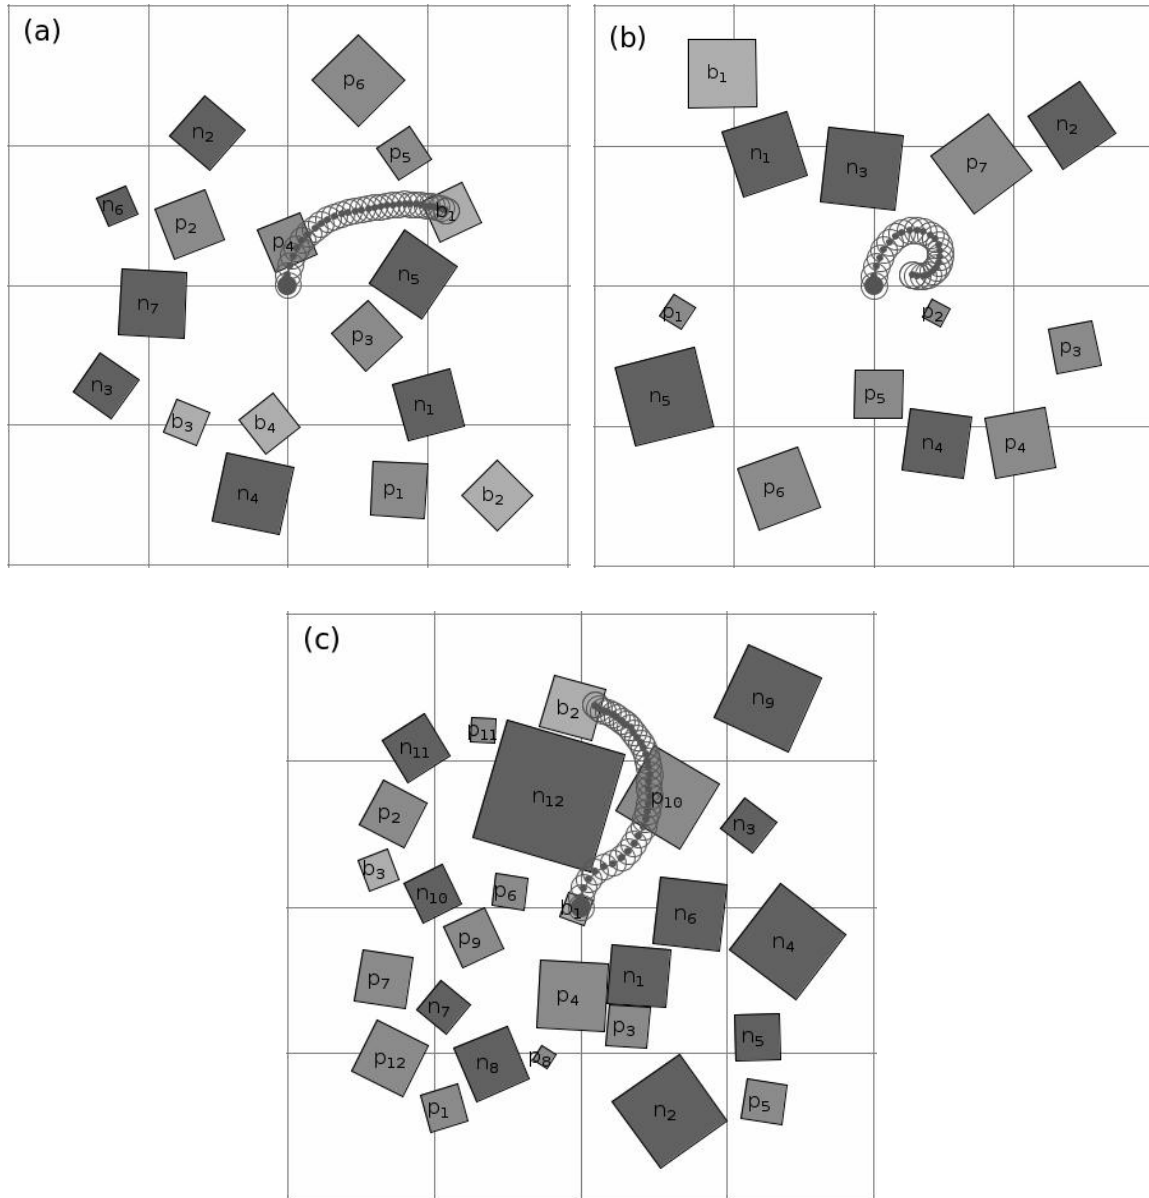 (a)
p₆
n₂
p₅
n₆
p₂
p₄
b₁
n₅
n₇
p₃
n₃
n₁
b₃
b₄
n₄
p₁
b₂
(b)
b₁
n₂
n₁
n₃
p₇
p₁
p₂
p₃
n₅
p₅
n₄
p₄
p₆
(c)
n₉
b₂
p₁₁
n₁₁
n₁₂
p₁₀
p₂
n₃
b₃
n₁₀
p₆
b₁
n₆
p₉
n₄
p₇
n₁
p₄
n₇
p₃
n₅
p₁₂
n₈
p₈
p₁
n₂
p₅